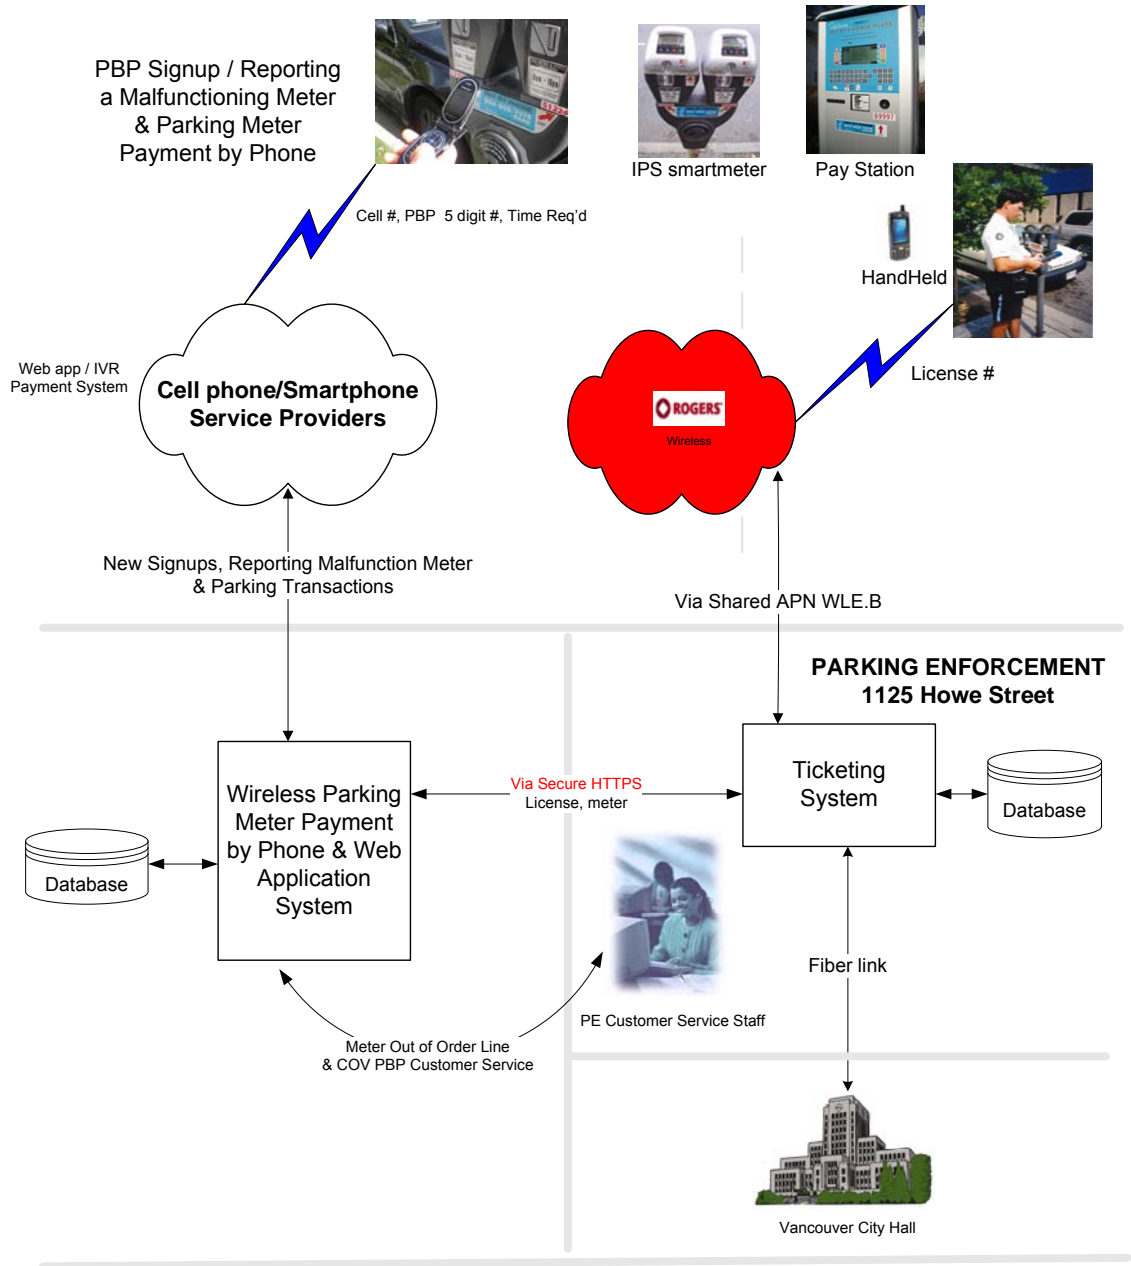 PBP Signup / Reporting
a Malfunctioning Meter
& Parking Meter
Payment by Phone
IPS smartmeter
Pay Station
69997
Cell #, PBP 5 digit #, Time Req'd
HandHeld
License #
Web app / IVR
Payment System
Cell phone/Smartphone
Service Providers
ROGERS
Wireless
New Signups, Reporting Malfunction Meter
& Parking Transactions
Via Shared APN WLE.B
PARKING ENFORCEMENT
1125 Howe Street
Wireless Parking
Meter Payment
by Phone & Web
Application
System
Via Secure HTTPS
License, meter
Ticketing
System
Database
Database
Fiber link
PE Customer Service Staff
Meter Out of Order Line
& COV PBP Customer Service
Vancouver City Hall